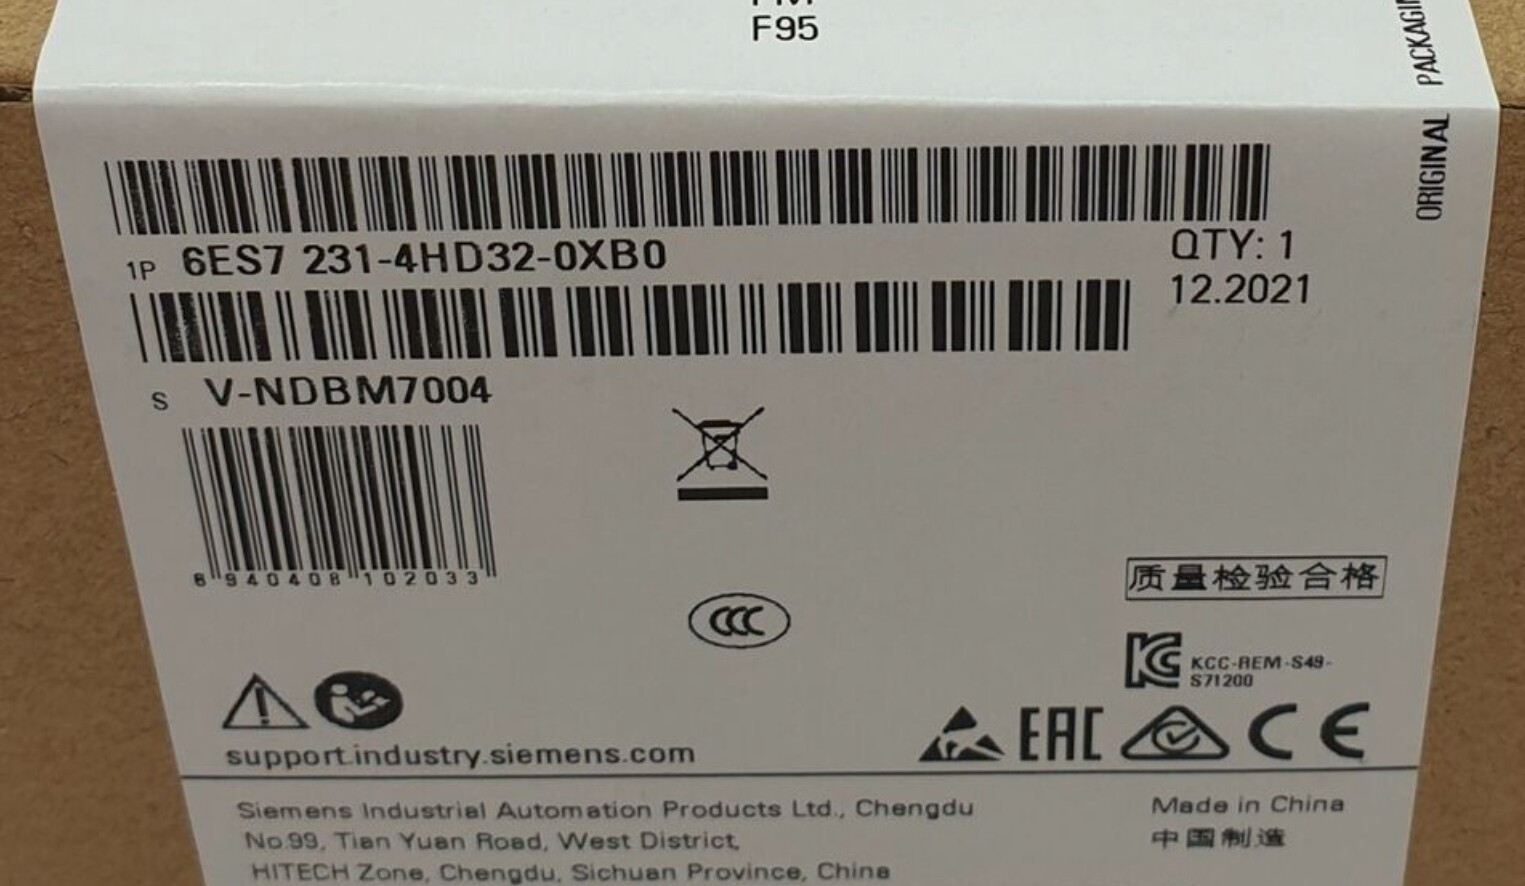 F95
ORIGINAL
1P 6ES7 231-4HD32-0XB0
QTY: 1
12.2021
S V-NDBM7004
6 940408 102033
CCC
质量检验合格
KCC-REM-S49-
S71200
EAC
CE
support.industry.siemens.com
Siemens Industrial Automation Products Ltd., Chengdu
No.99, Tian Yuan Road, West District,
HITECH Zone, Chengdu, Sichuan Province, China
Made in China
中国制造